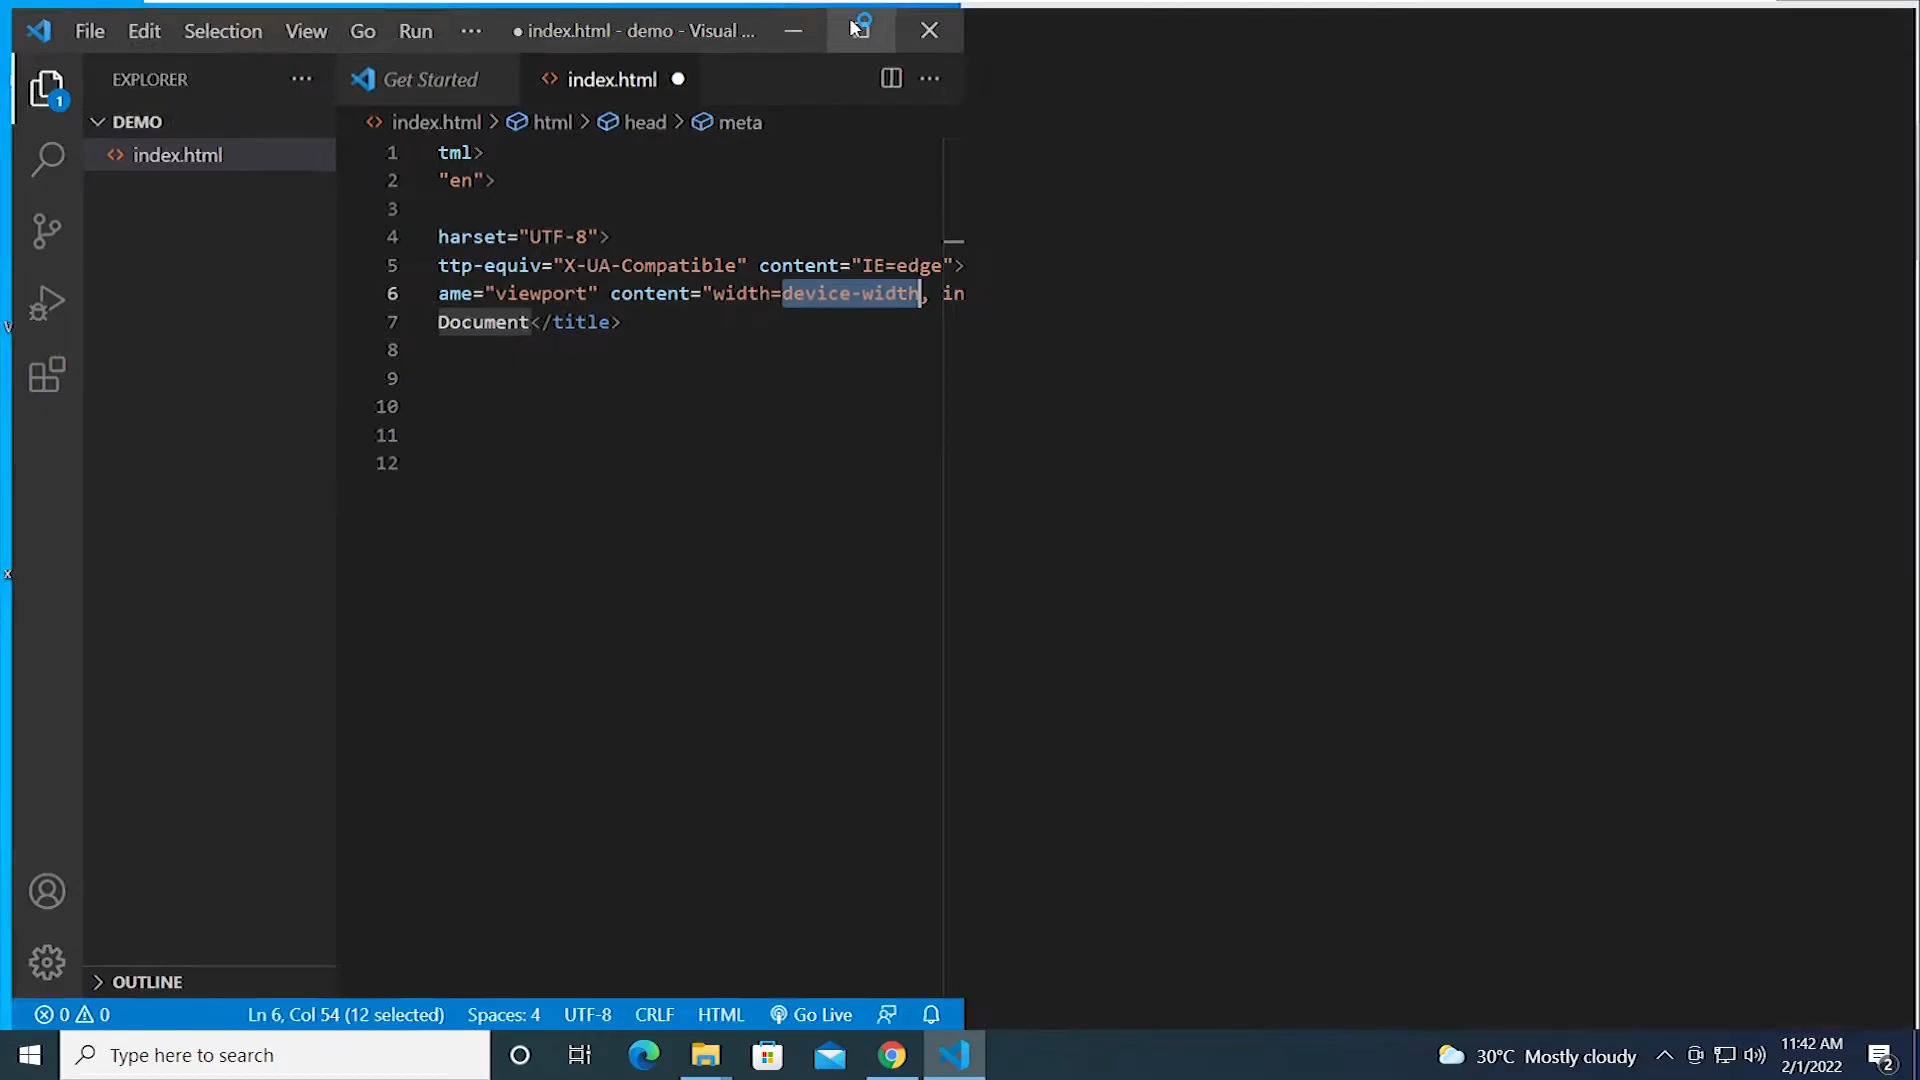 File Edit Selection View Go Run ··· ● index.html - demo - Visual ...
EXPLORER ···
Get Started
<> index.html ●
DEMO
<> index.html > html > head > meta
<> index.html
1 tml>
2 "en">
3
4 harset="UTF-8">
5 ttp-equiv="X-UA-Compatible" content="IE=edge">
6 ame="viewport" content="width=device-width, in
7 Document</title>
8
9
10
11
12
1
V
x
> OUTLINE
0 0 Ln 6, Col 54 (12 selected) Spaces: 4 UTF-8 CRLF HTML Go Live
Type here to search
30°C Mostly cloudy
11:42 AM
2/1/2022
2